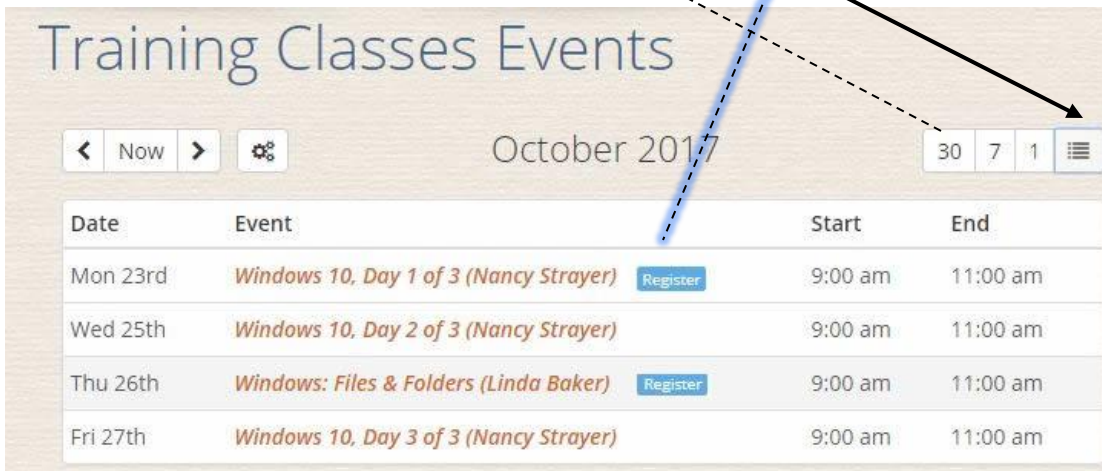 Training Classes Events
Now October 2017 30 7 1
Date Event Start End
Mon 23rd Windows 10, Day 1 of 3 (Nancy Strayer) Register 9:00 am 11:00 am
Wed 25th Windows 10, Day 2 of 3 (Nancy Strayer) 9:00 am 11:00 am
Thu 26th Windows: Files & Folders (Linda Baker) Register 9:00 am 11:00 am
Fri 27th Windows 10, Day 3 of 3 (Nancy Strayer) 9:00 am 11:00 am